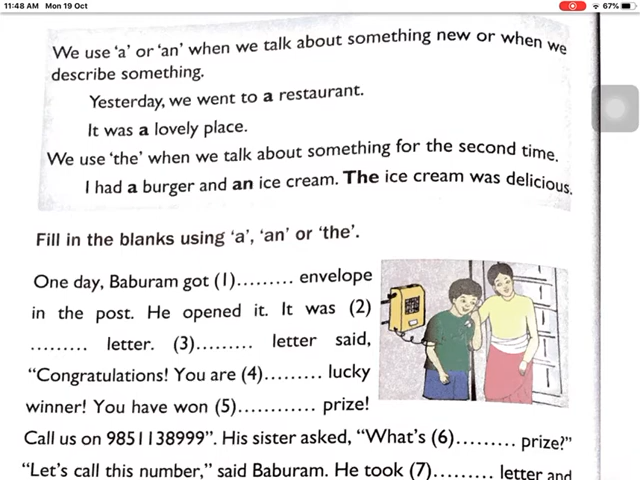 11:48 AM Mon 19 Oct
67%
We use 'a' or 'an' when we talk about something new or when we
describe something.
Yesterday, we went to a restaurant.
It was a lovely place.
We use 'the' when we talk about something for the second time.
I had a burger and an ice cream. The ice cream was delicious.
Fill in the blanks using 'a', 'an' or 'the'.
One day, Baburam got (1)......... envelope
in the post. He opened it. It was (2)
......... letter. (3)......... letter said,
"Congratulations! You are (4)......... lucky
winner! You have won (5)............ prize!
Call us on 9851138999". His sister asked, "What's (6)......... prize?"
"Let's call this number," said Baburam. He took (7)......... letter and